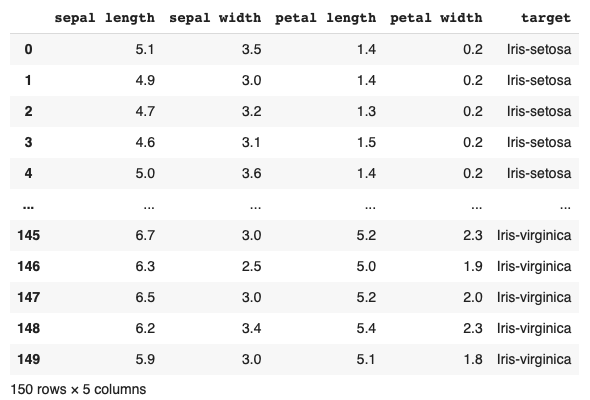 sepal length sepal width petal length petal width target
0 5.1 3.5 1.4 0.2 Iris-setosa
1 4.9 3.0 1.4 0.2 Iris-setosa
2 4.7 3.2 1.3 0.2 Iris-setosa
3 4.6 3.1 1.5 0.2 Iris-setosa
4 5.0 3.6 1.4 0.2 Iris-setosa
... ... ... ... ... ...
145 6.7 3.0 5.2 2.3 Iris-virginica
146 6.3 2.5 5.0 1.9 Iris-virginica
147 6.5 3.0 5.2 2.0 Iris-virginica
148 6.2 3.4 5.4 2.3 Iris-virginica
149 5.9 3.0 5.1 1.8 Iris-virginica
150 rows × 5 columns